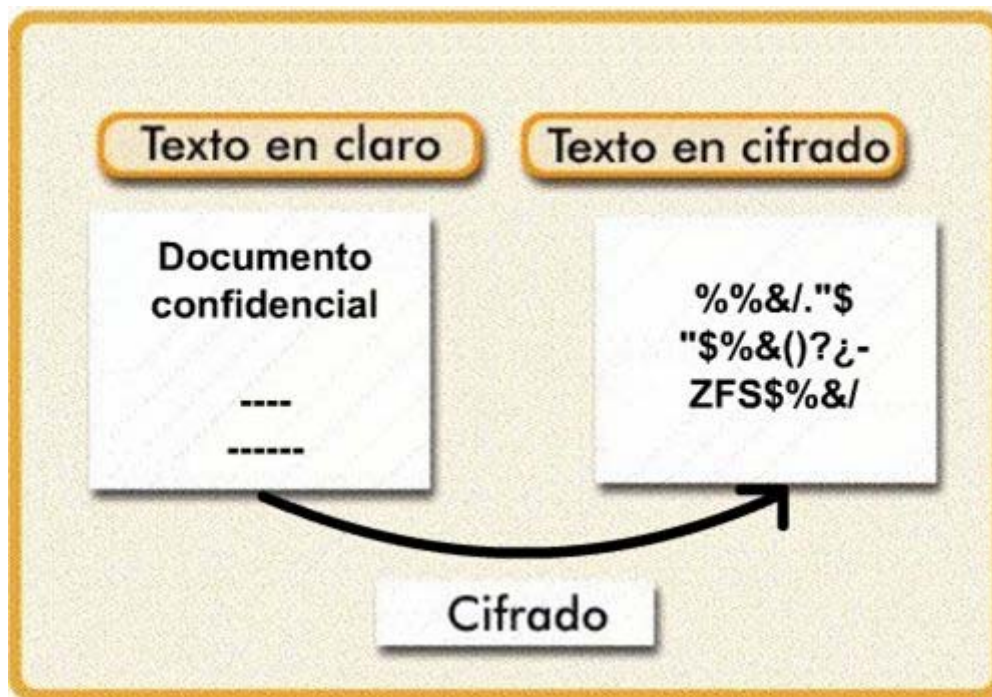 Texto en claro
Texto en cifrado
Documento
confidencial
----
------
%%&/."$
"$%&()?¿-
ZFS$%&/
Cifrado